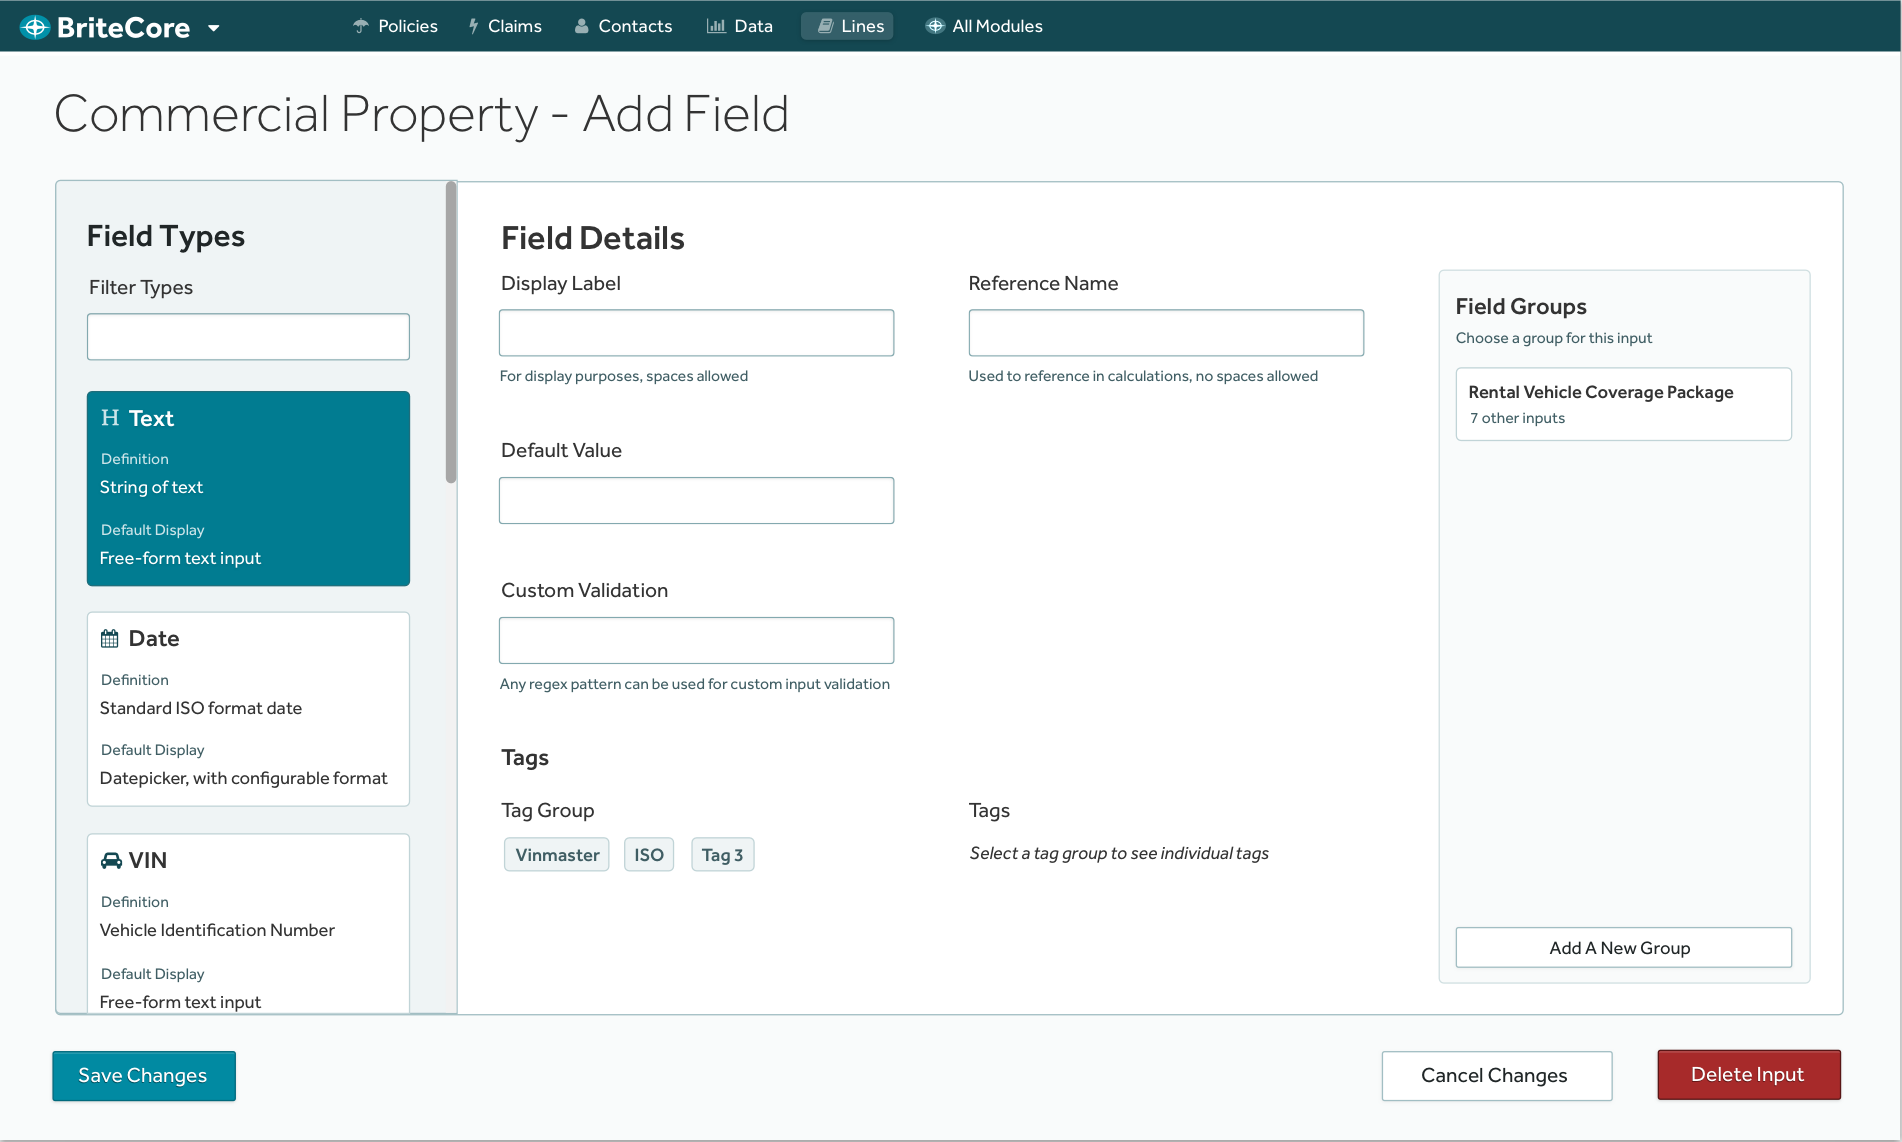 BriteCore
Policies
Claims
Contacts
Data
Lines
All Modules
Commercial Property - Add Field
Field Types
Filter Types
H Text
Definition
String of text
Default Display
Free-form text input
Date
Definition
Standard ISO format date
Default Display
Datepicker, with configurable format
VIN
Definition
Vehicle Identification Number
Default Display
Free-form text input
Field Details
Display Label
For display purposes, spaces allowed
Reference Name
Used to reference in calculations, no spaces allowed
Default Value
Custom Validation
Any regex pattern can be used for custom input validation
Tags
Tag Group
Vinmaster
ISO
Tag 3
Tags
Select a tag group to see individual tags
Field Groups
Choose a group for this input
Rental Vehicle Coverage Package
7 other inputs
Add A New Group
Save Changes
Cancel Changes
Delete Input